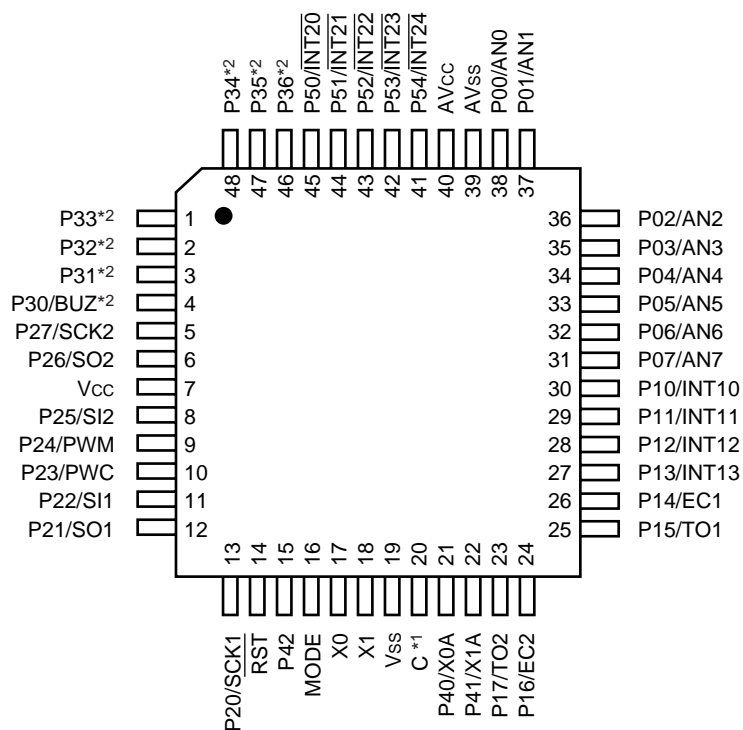 P34*2
P35*2
P36*2
P50/INT20
P51/INT21
P52/INT22
P53/INT23
P54/INT24
AVCC
AVSS
P00/AN0
P01/AN1
48
47
46
45
44
43
42
41
40
39
38
37
P33*2 1
P32*2 2
P31*2 3
P30/BUZ*2 4
P27/SCK2 5
P26/SO2 6
VCC 7
P25/SI2 8
P24/PWM 9
P23/PWC 10
P22/SI1 11
P21/SO1 12
36 P02/AN2
35 P03/AN3
34 P04/AN4
33 P05/AN5
32 P06/AN6
31 P07/AN7
30 P10/INT10
29 P11/INT11
28 P12/INT12
27 P13/INT13
26 P14/EC1
25 P15/TO1
13
14
15
16
17
18
19
20
21
22
23
24
P20/SCK1
RST
P42
MODE
X0
X1
VSS
C *1
P40/X0A
P41/X1A
P17/TO2
P16/EC2